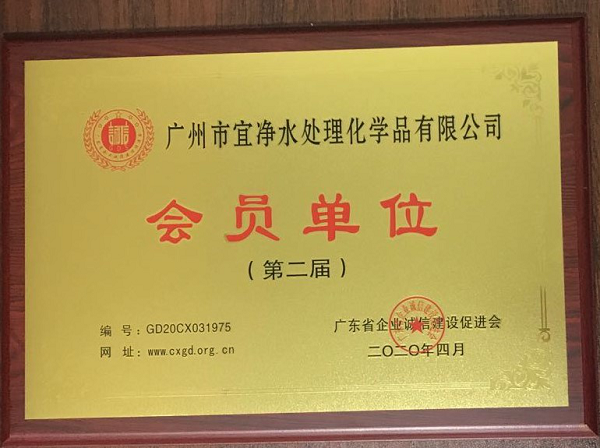 誠信
广州市宜净水处理化学品有限公司
会员单位
（第二届）
编 号：GD20CX031975
网 址：www.cxgd.org.cn
广东省企业诚信建设促进会
二〇二〇年四月